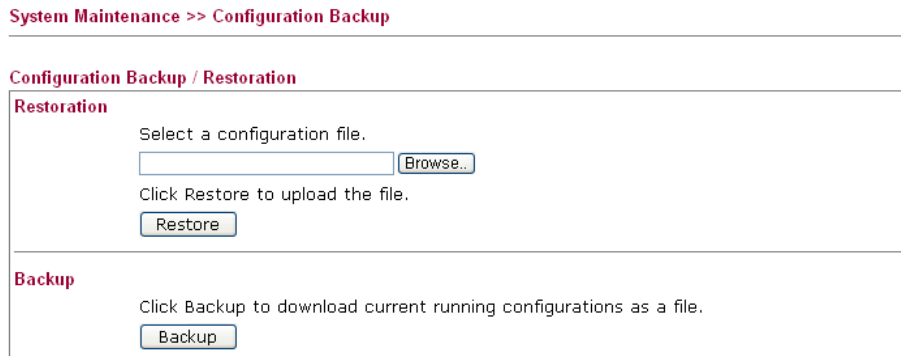 System Maintenance >> Configuration Backup
Configuration Backup / Restoration
Restoration
Select a configuration file.
Browse..
Click Restore to upload the file.
Restore
Backup
Click Backup to download current running configurations as a file.
Backup